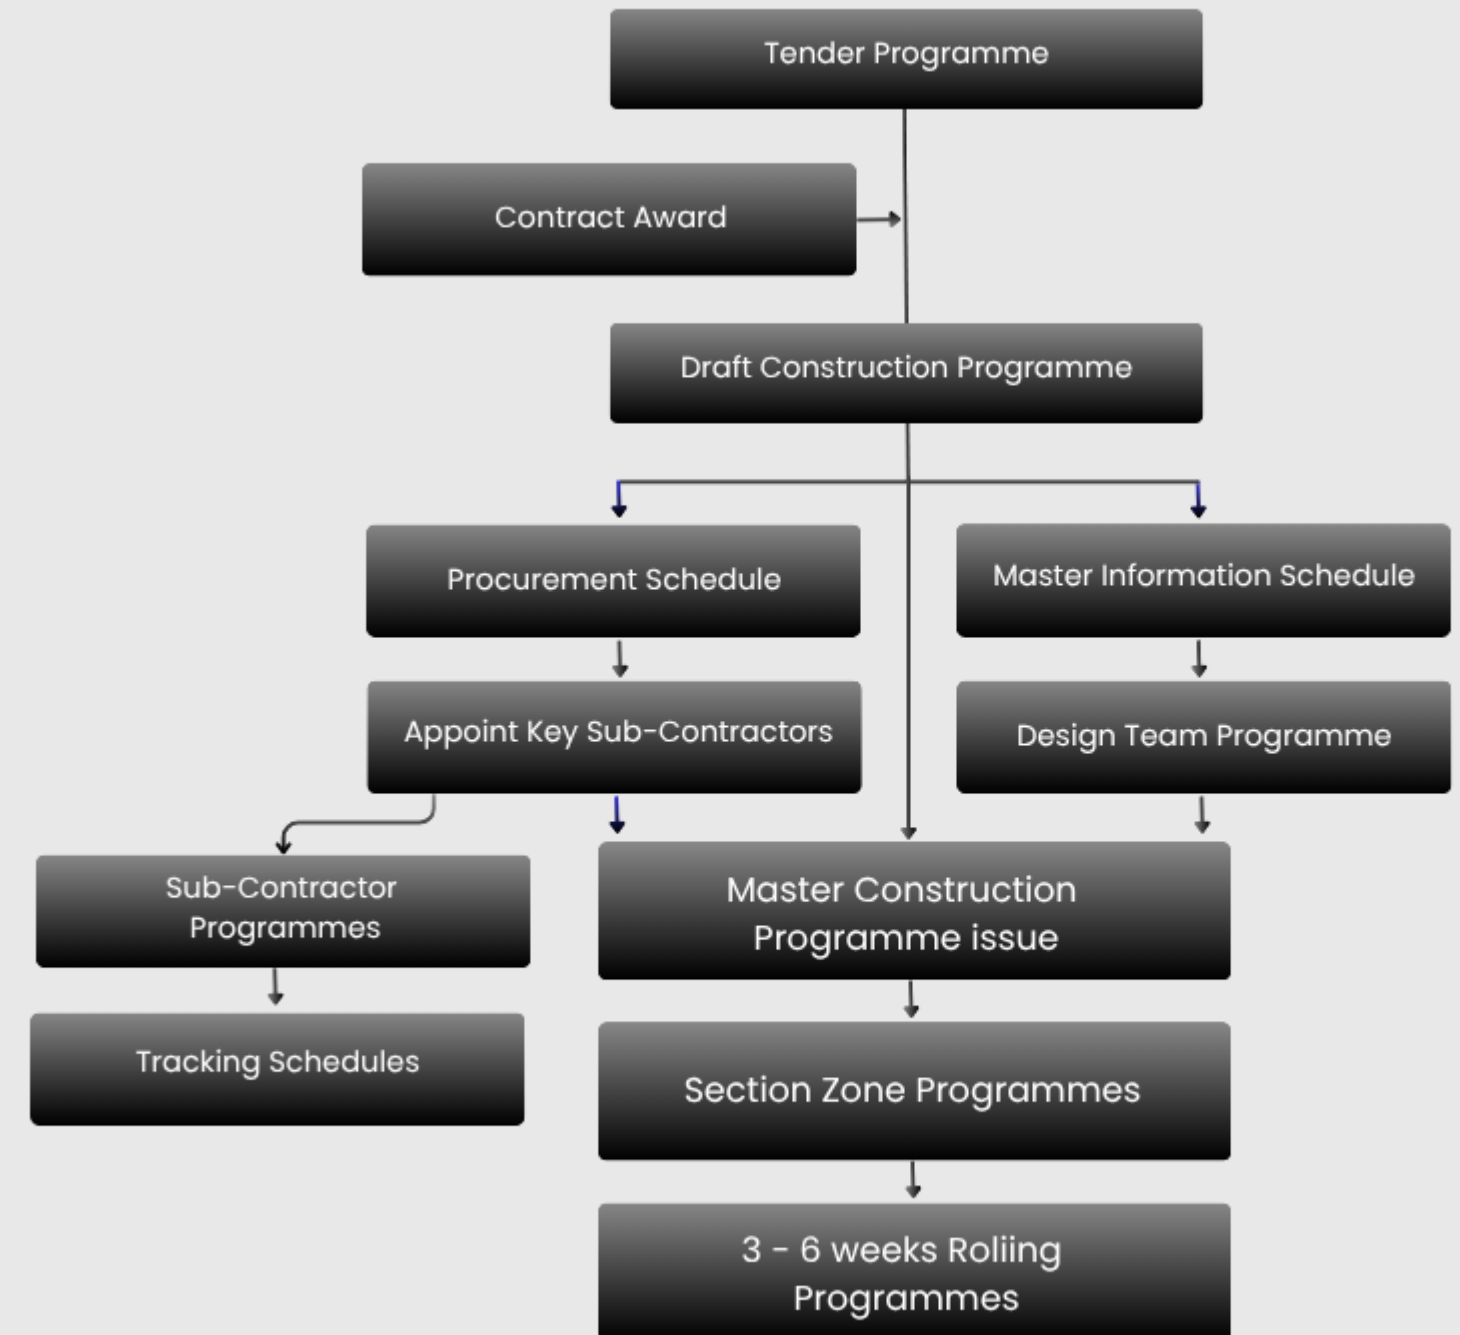 Tender Programme
Contract Award
Draft Construction Programme
Procurement Schedule
Master Information Schedule
Appoint Key Sub-Contractors
Design Team Programme
Sub-Contractor
Programmes
Master Construction
Programme issue
Tracking Schedules
Section Zone Programmes
3 - 6 weeks Roliing
Programmes